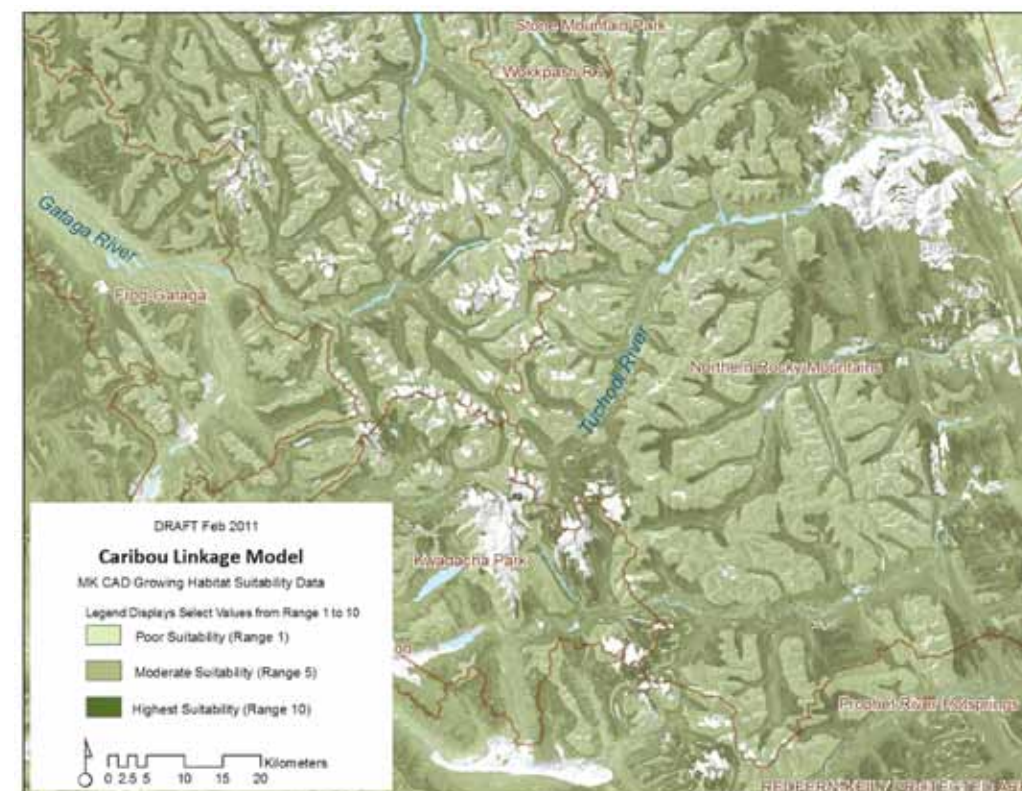 Stone Mountain Park
Wokkpash RA
Gataga River
Frog-Gataga
Tuchodi River
Northern Rocky Mountains
Kwadacha Park
Prophet River Hotsprings
DRAFT Feb 2011
Caribou Linkage Model
MK CAD Growing Habitat Suitability Data
Legend Displays Select Values from Range 1 to 10
Poor Suitability (Range 1)
Moderate Suitability (Range 5)
Highest Suitability (Range 10)
Kilometers
0 2.5 5 10 15 20